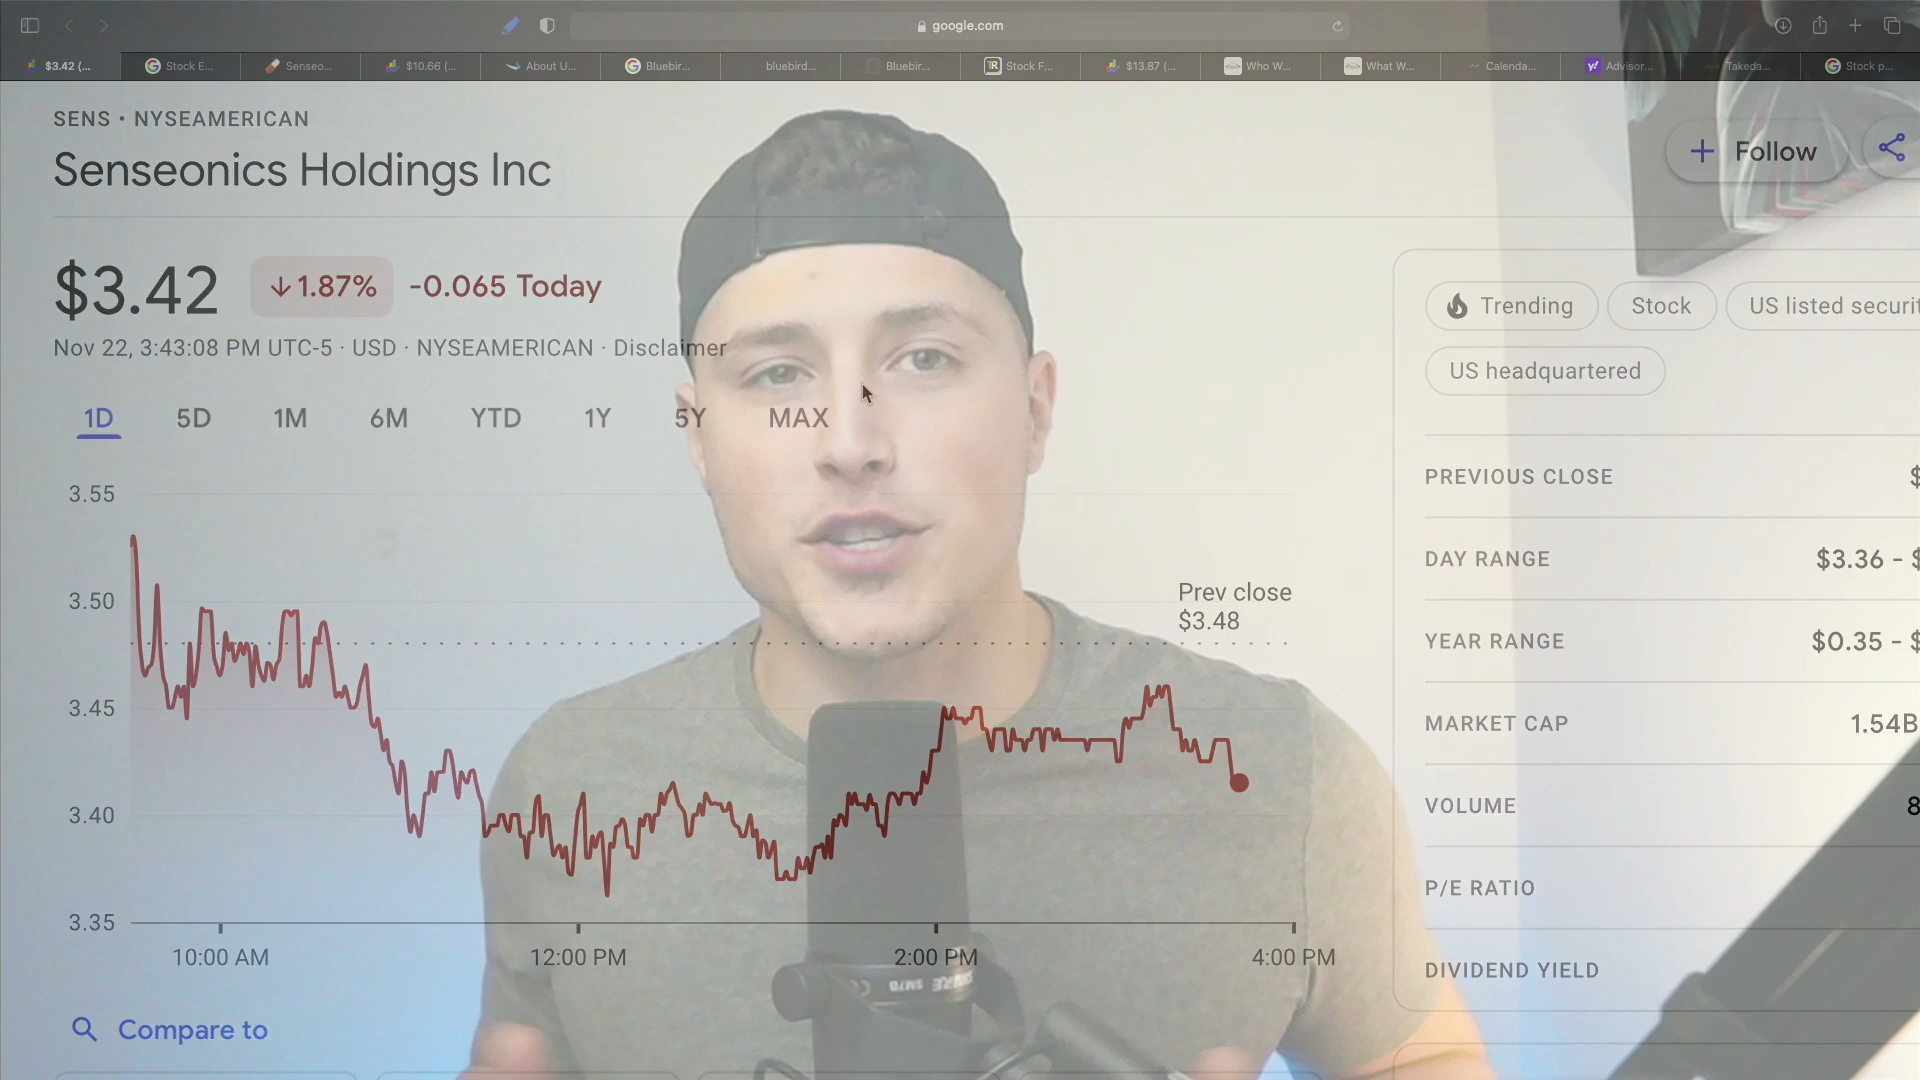 google.com
$3.42 (...
Stock E...
Senseo...
$10.66 (...
About U...
Bluebir...
bluebird...
Bluebir...
Stock F...
$13.87 (...
Who W...
What W...
Calenda...
Advisor...
Takeda...
Stock p...
SENS • NYSEAMERICAN
Senseonics Holdings Inc
+ Follow
$3.42 ↓1.87% -0.065 Today
Nov 22, 3:43:08 PM UTC-5 · USD · NYSEAMERICAN · Disclaimer
1D 5D 1M 6M YTD 1Y 5Y MAX
3.55
3.50
3.45
3.40
3.35
Prev close
$3.48
10:00 AM 12:00 PM 2:00 PM 4:00 PM
Compare to
Trending Stock US listed securit
US headquartered
PREVIOUS CLOSE $
DAY RANGE $3.36 - $
YEAR RANGE $0.35 - $
MARKET CAP 1.54B
VOLUME 8
P/E RATIO
DIVIDEND YIELD
SM7B